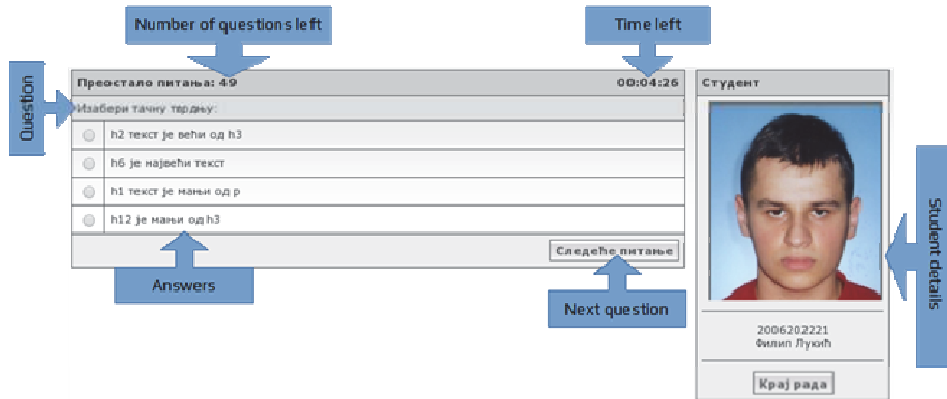 Number of questions left
Time left
Question
Преостало питања: 49
00:04:26
Изабери тачну тврдњу:
h2 текст је већи од h3
h6 је највећи текст
h1 текст је мањи од p
h12 је мањи од h3
Следеће питање
Answers
Next question
Студент
2006202221
Филип Лукић
Крај рада
Student details